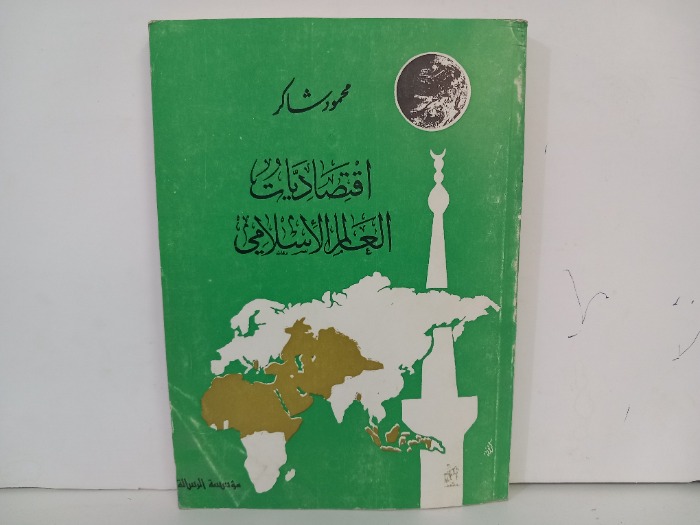 محمود شاكر
اقتصاديات
العالم الإسلامي
مؤسسة الرسالة